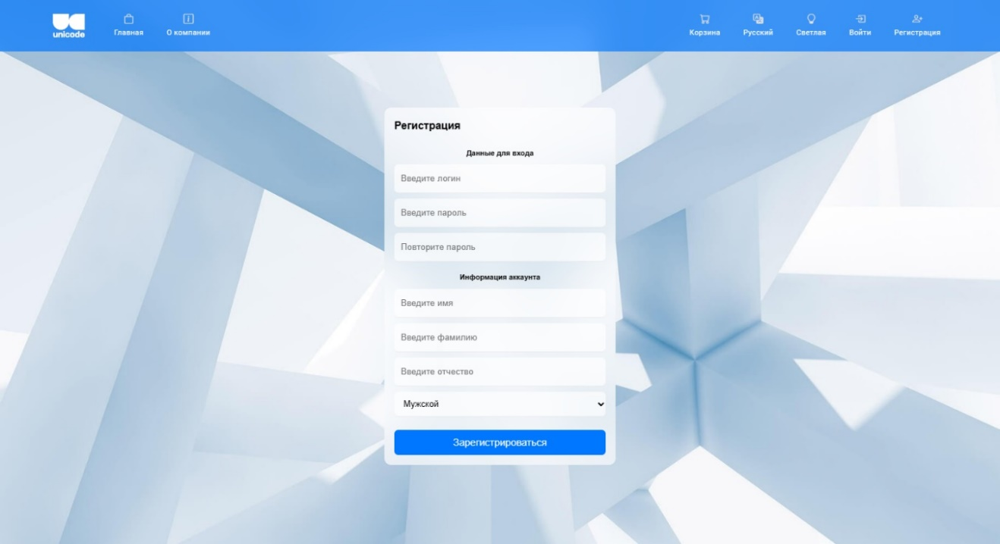 unicode
Главная
О компании
Корзина
Русский
Светлая
Войти
Регистрация
Регистрация
Данные для входа
Введите логин
Введите пароль
Повторите пароль
Информация аккаунта
Введите имя
Введите фамилию
Введите отчество
Мужской
Зарегистрироваться